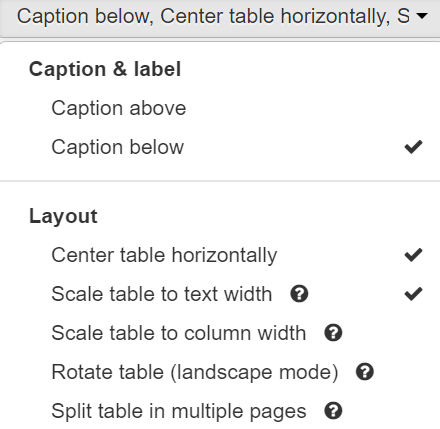 Caption below, Center table horizontally, S
Caption & label
Caption above
Caption below
Layout
Center table horizontally
Scale table to text width ?
Scale table to column width ?
Rotate table (landscape mode) ?
Split table in multiple pages ?